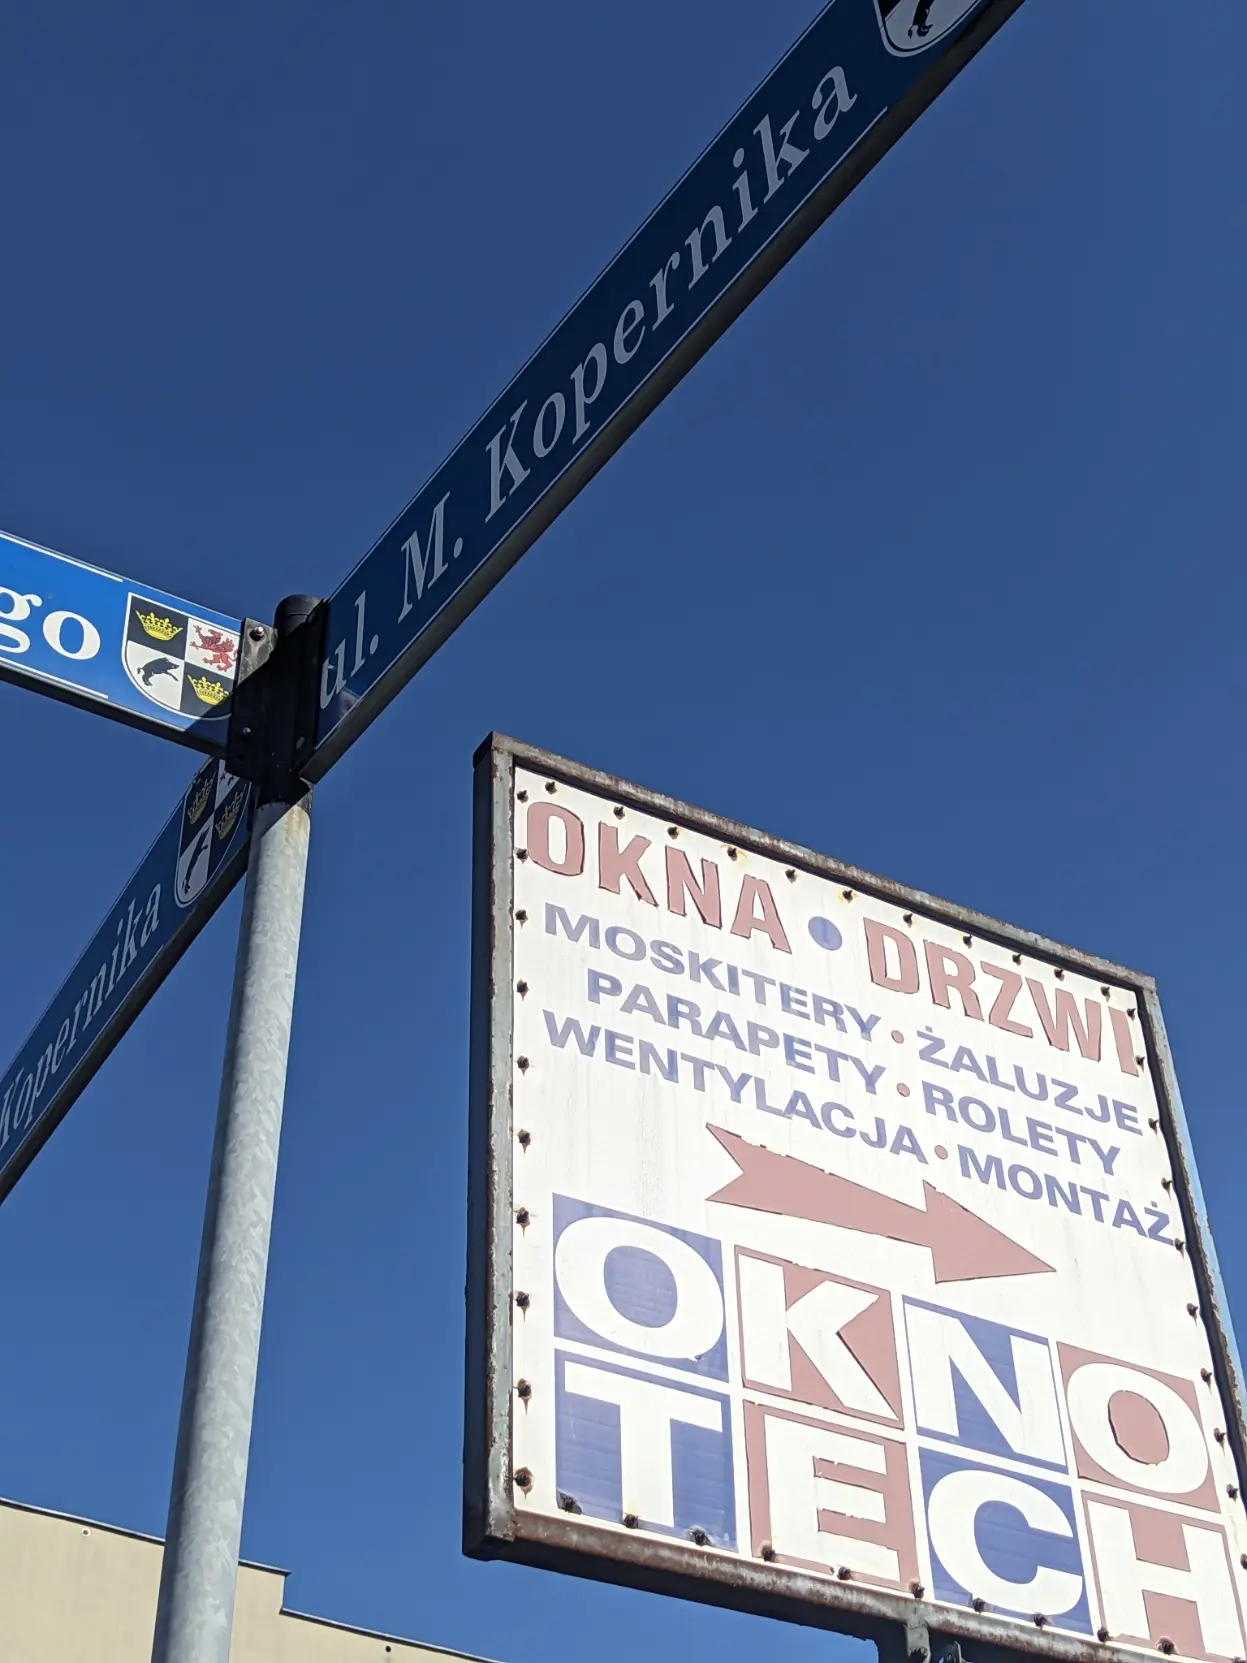 ul. M. Kopernika
go
Kopernika
OKNA • DRZWI
MOSKITERY • ŻALUZJE
PARAPETY • ROLETY
WENTYLACJA • MONTAŻ
OKNO
TECH